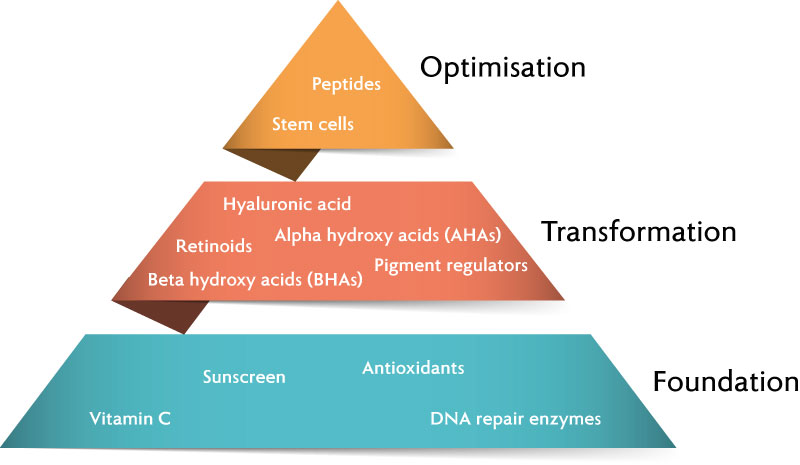 Peptides
Optimisation
Stem cells
Hyaluronic acid
Alpha hydroxy acids (AHAs)
Transformation
Retinoids
Pigment regulators
Beta hydroxy acids (BHAs)
Antioxidants
Sunscreen
Foundation
Vitamin C
DNA repair enzymes